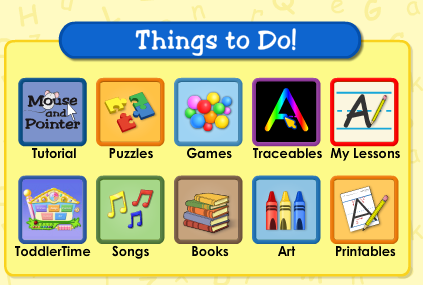 Things to Do!
Mouse
and
Pointer
A
A
Tutorial Puzzles Games Traceables My Lessons
A
ToddlerTime Songs Books Art Printables